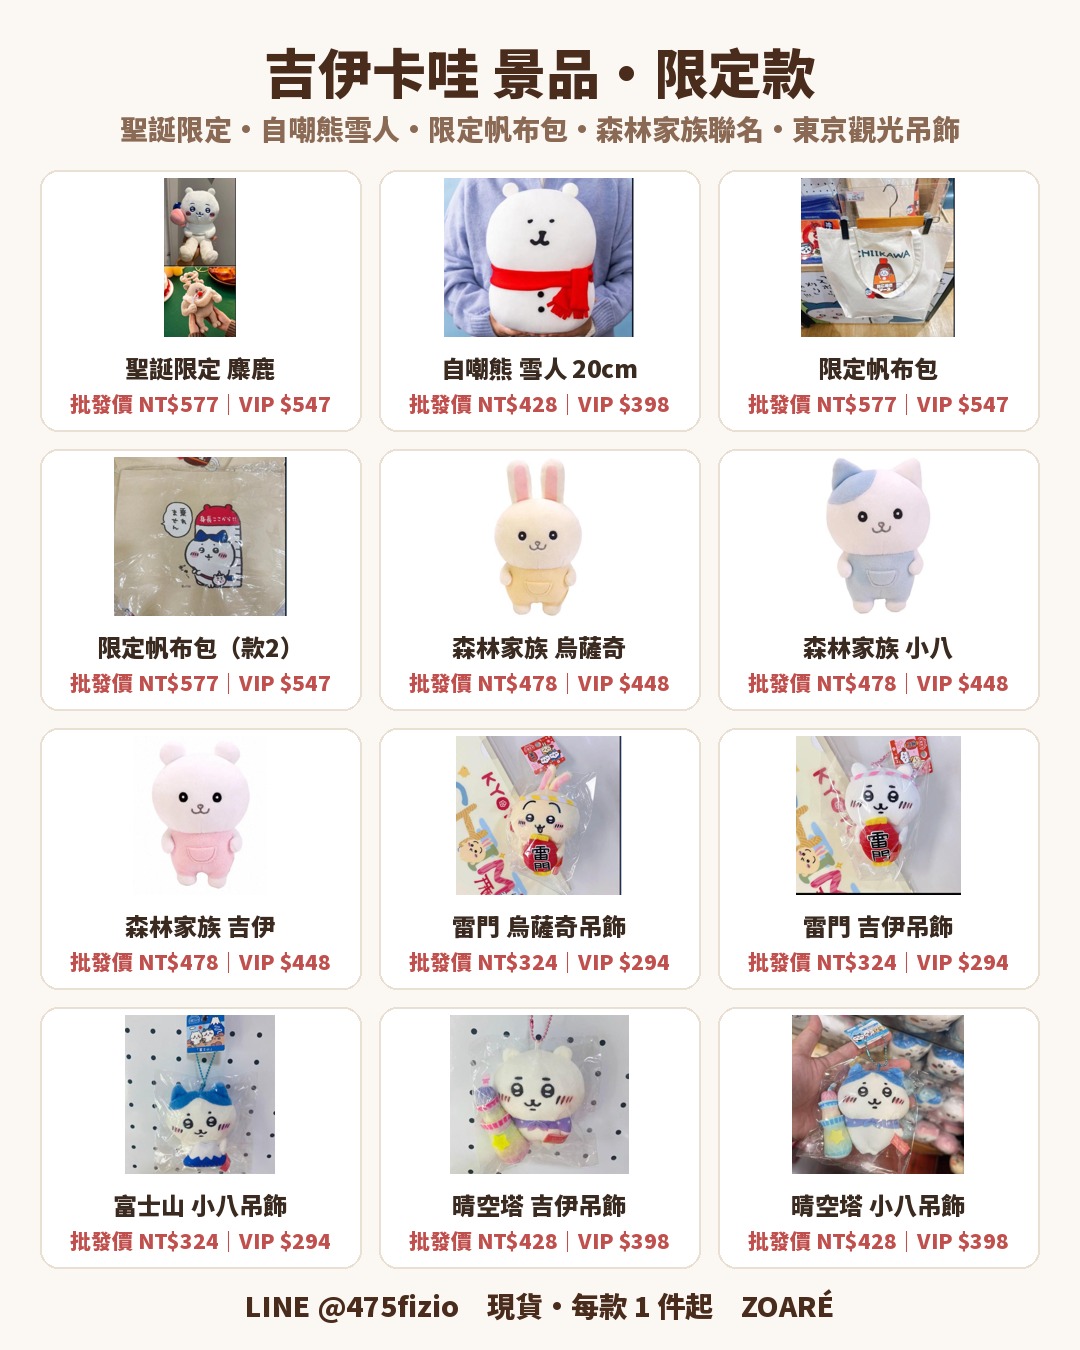 吉伊卡哇 景品・限定款
聖誕限定・自嘲熊雪人・限定帆布包・森林家族聯名・東京觀光吊飾
CHIIKAWA
聖誕限定 麋鹿
自嘲熊 雪人 20cm
限定帆布包
批發價 NT$577｜VIP $547
批發價 NT$428｜VIP $398
批發價 NT$577｜VIP $547
限定帆布包（款2）
森林家族 烏薩奇
森林家族 小八
批發價 NT$577｜VIP $547
批發價 NT$478｜VIP $448
批發價 NT$478｜VIP $448
雷門
雷門
森林家族 吉伊
雷門 烏薩奇吊飾
雷門 吉伊吊飾
批發價 NT$478｜VIP $448
批發價 NT$324｜VIP $294
批發價 NT$324｜VIP $294
富士山 小八吊飾
晴空塔 吉伊吊飾
晴空塔 小八吊飾
批發價 NT$324｜VIP $294
批發價 NT$428｜VIP $398
批發價 NT$428｜VIP $398
LINE @475fizio 現貨・每款 1 件起 ZOARÉ